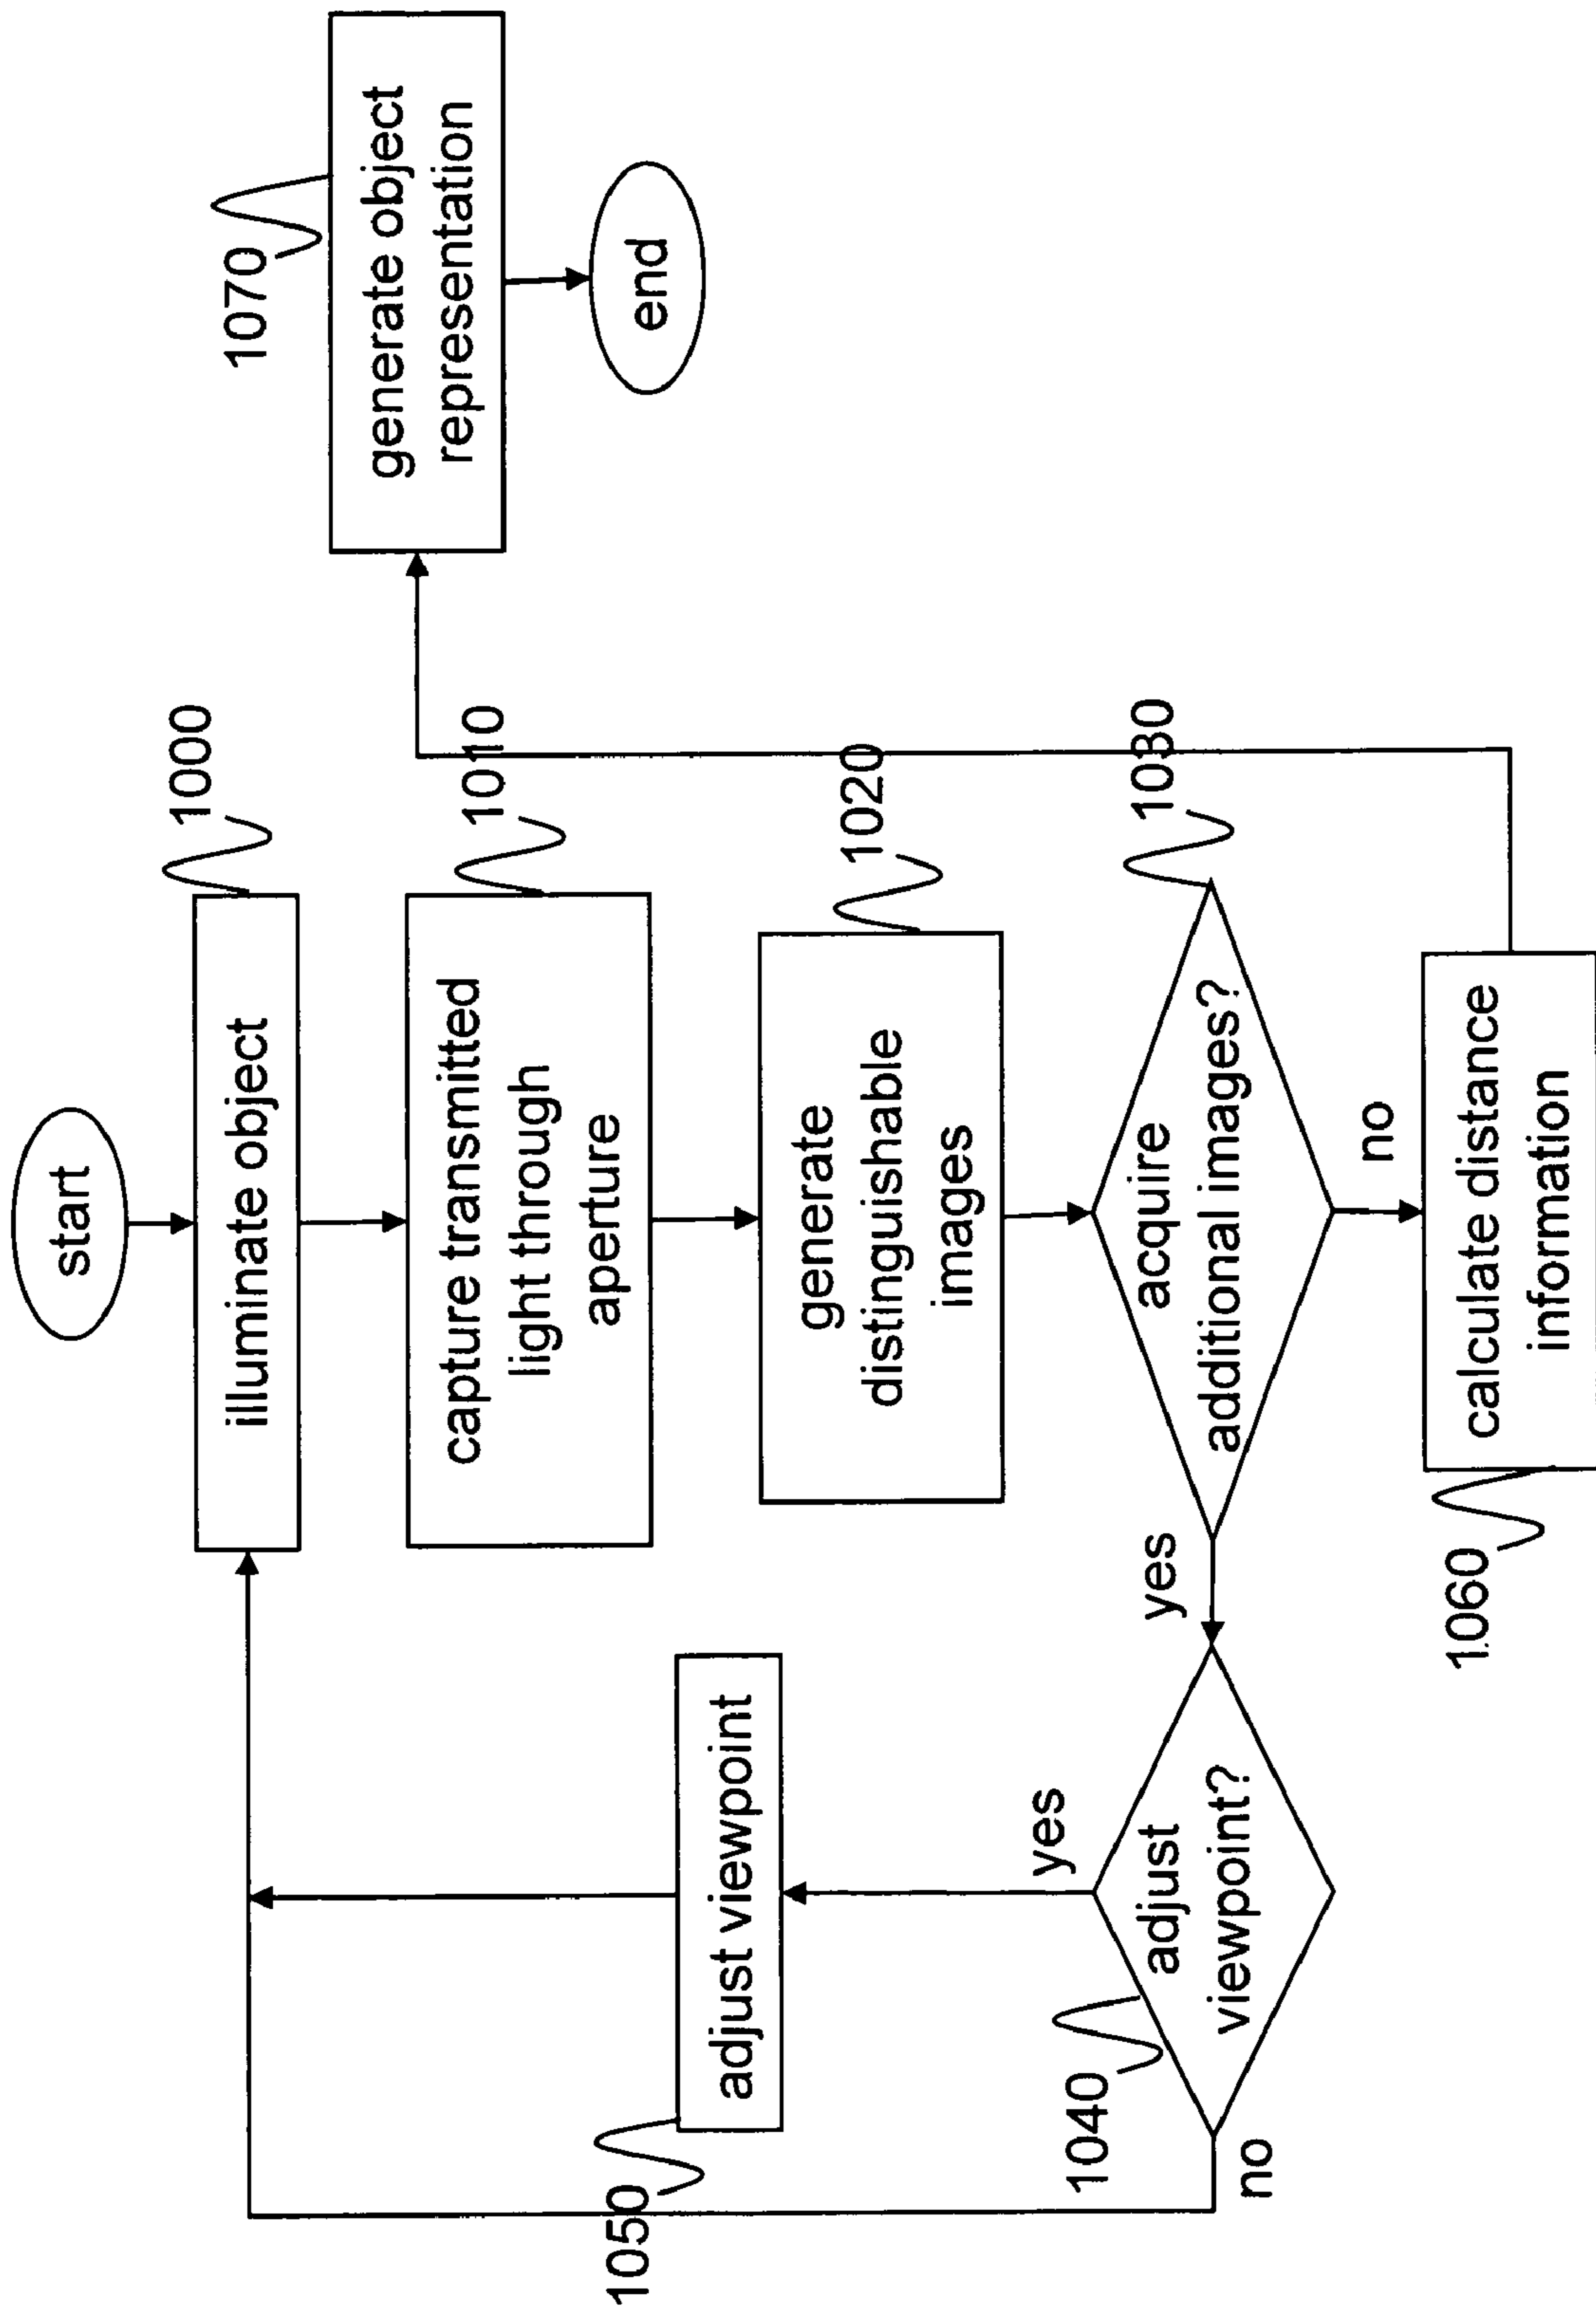 start
1000
illuminate object
1010
capture transmitted
light through
aperture
1020
generate
distinguishable
images
1030
acquire
additional images?
yes
no
1040
adjust
viewpoint?
yes
no
1050
adjust viewpoint
1060
calculate distance
information
1070
generate object
representation
end